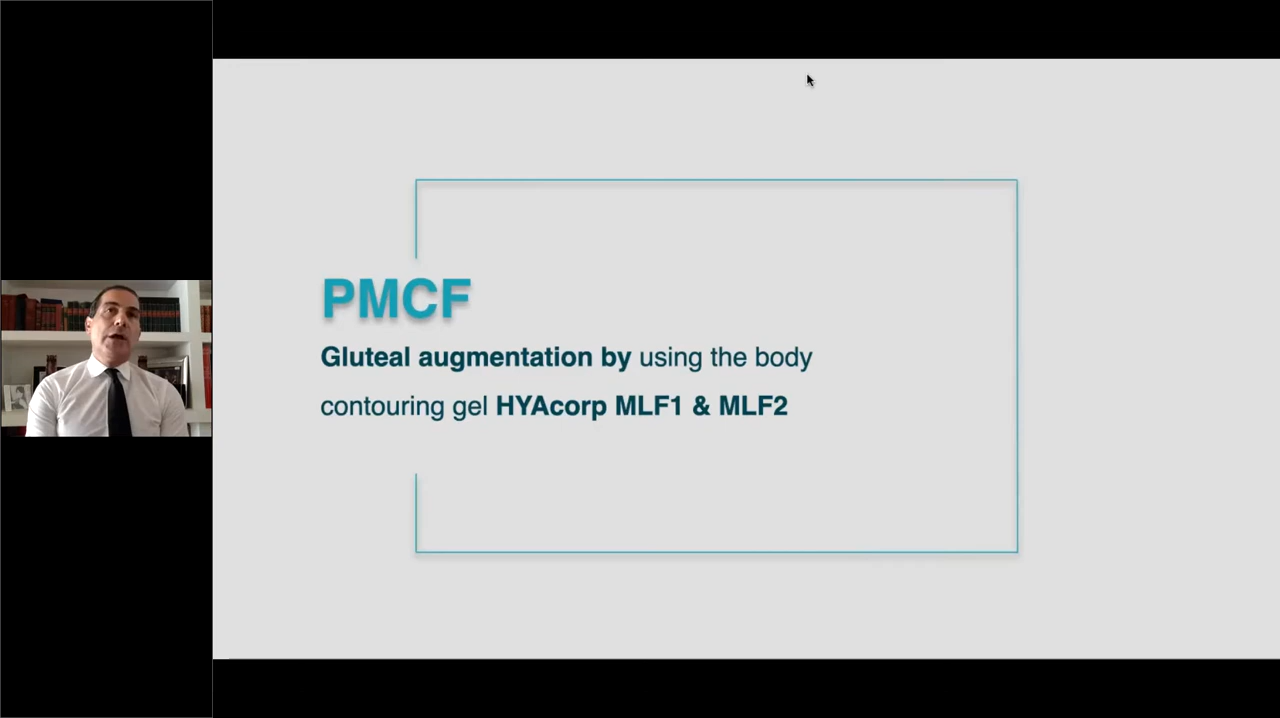 PMCF
Gluteal augmentation by using the body
contouring gel HYAcorp MLF1 & MLF2